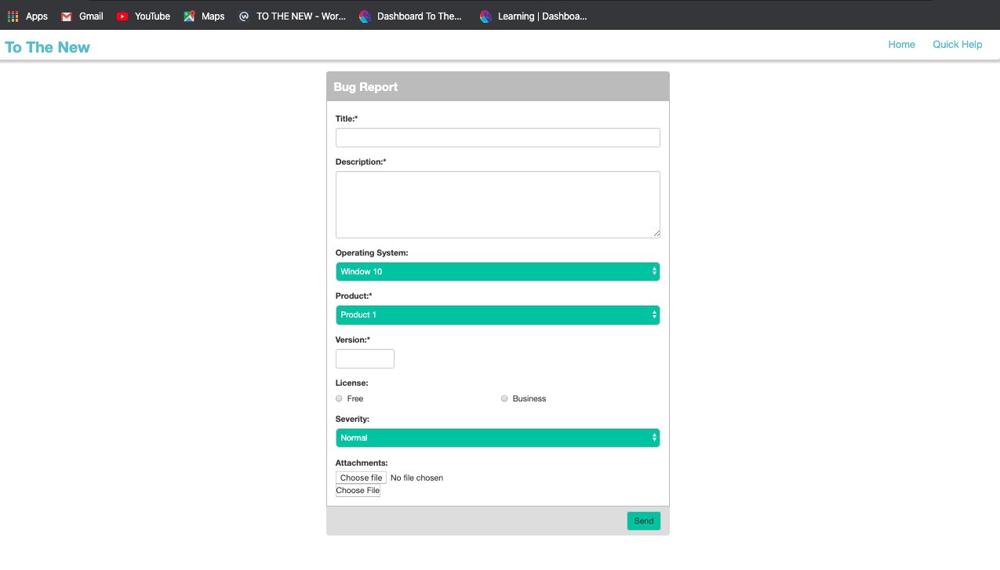 Apps Gmail YouTube Maps TO THE NEW - Wor... Dashboard To The... Learning | Dashboa...
To The New Home Quick Help
Bug Report
Title:*
Description:*
Operating System:
Window 10
Product:*
Product 1
Version:*
License:
Free Business
Severity:
Normal
Attachments:
Choose file No file chosen
Choose File
Send